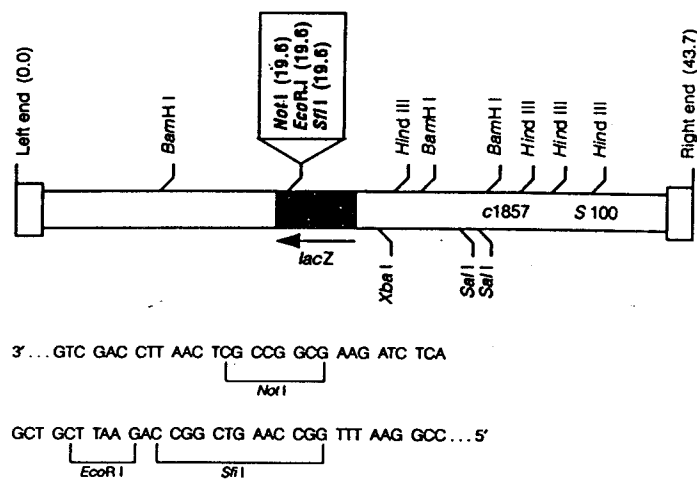 Left end (0.0)
BamH I
Not I (19.6)
EcoR I (19.6)
Sfi I (19.6)
Hind III
BamH I
BamH I
Hind III
Hind III
Hind III
Right end (43.7)
c1857
S 100
lacZ
Xba I
Sal I
Sal I
3′ ... GTC GAC CTT AAC TCG CCG GCG AAG ATC TCA
Not I
GCT GCT TAA GAC CGG CTG AAC CGG TTT AAG GCC ... 5′
EcoR I
Sfi I